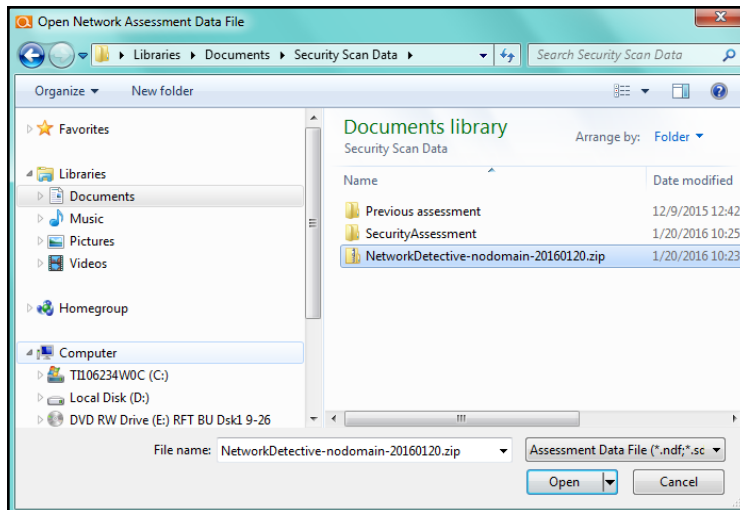 Open Network Assessment Data File
Libraries Documents Security Scan Data
Search Security Scan Data
Organize New folder
Favorites
Libraries
Documents
Music
Pictures
Videos
Homegroup
Computer
TI106234W0C (C:)
Local Disk (D:)
DVD RW Drive (E:) RFT BU Dsk1 9-26
Documents library
Security Scan Data
Arrange by: Folder
Name Date modified
Previous assessment 12/9/2015 12:42
SecurityAssessment 1/20/2016 10:25
NetworkDetective-nodomain-20160120.zip 1/20/2016 10:23
File name: NetworkDetective-nodomain-20160120.zip Assessment Data File (*.ndf;*.sc
Open Cancel